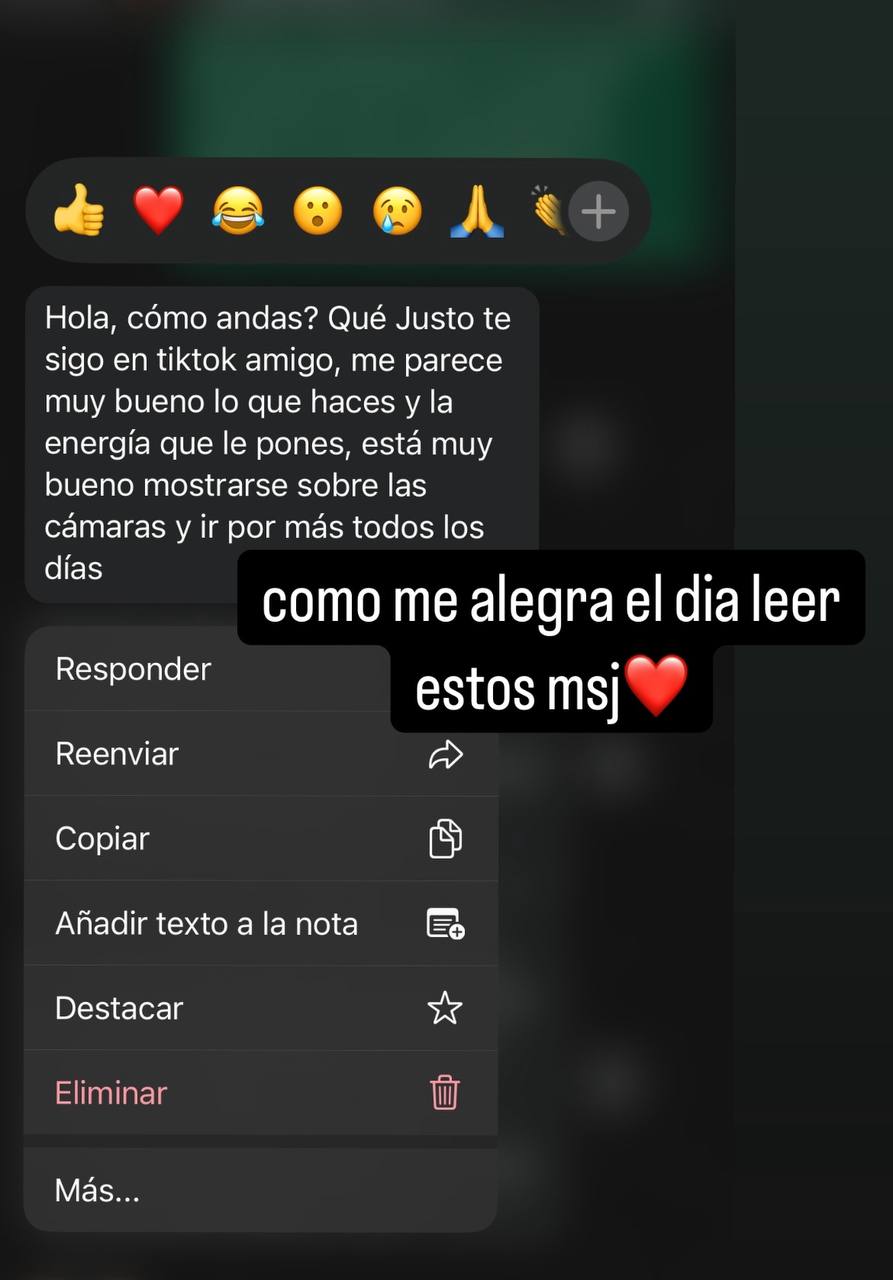 Hola, cómo andas? Qué Justo te
sigo en tiktok amigo, me parece
muy bueno lo que haces y la
energía que le pones, está muy
bueno mostrarse sobre las
cámaras y ir por más todos los
días
como me alegra el dia leer
estos msj❤️
Responder
Reenviar
Copiar
Añadir texto a la nota
Destacar
Eliminar
Más...